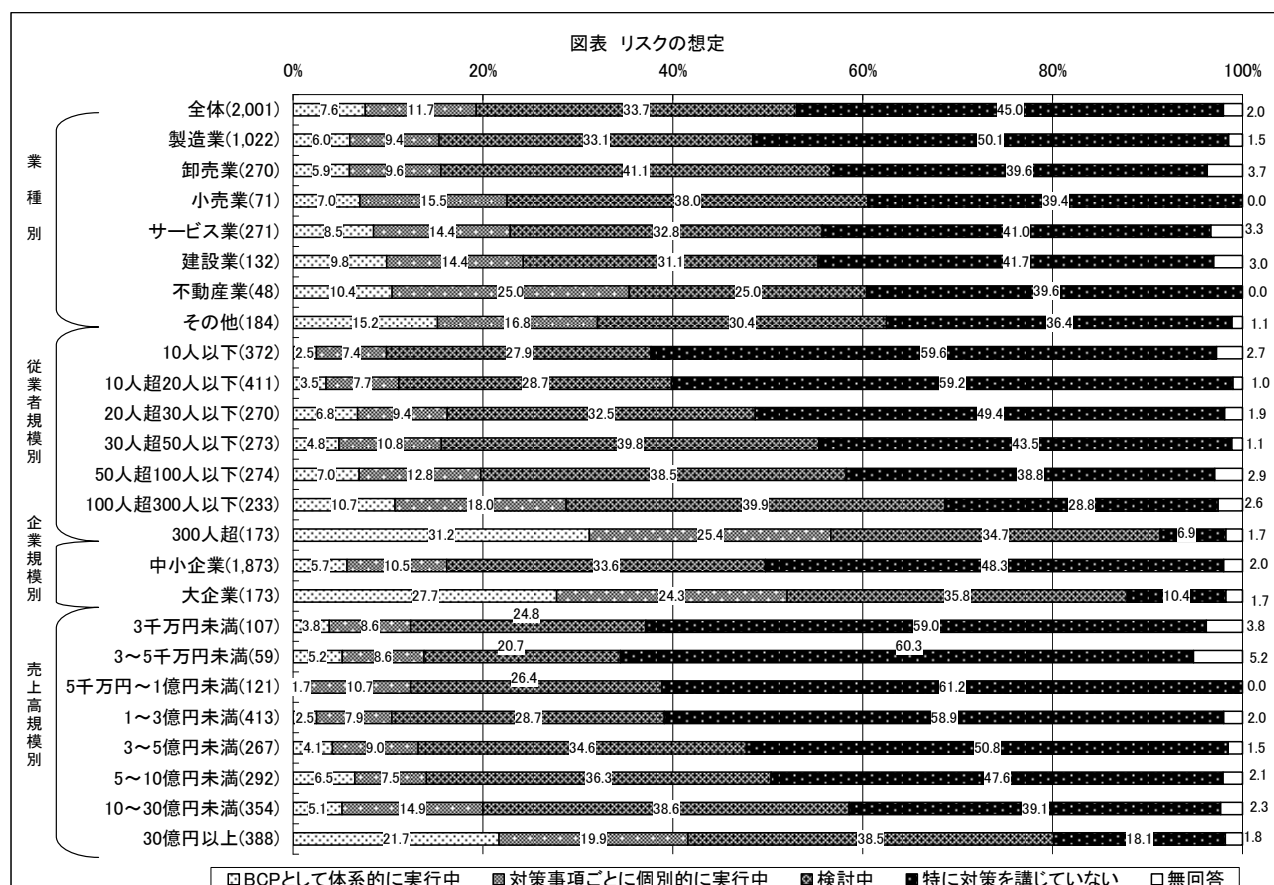 図表 リスクの想定
0% 20% 40% 60% 80% 100%
業種別
全体(2,001) 7.6 11.7 33.7 45.0 2.0
製造業(1,022) 6.0 9.4 33.1 50.1 1.5
卸売業(270) 5.9 9.6 41.1 39.6 3.7
小売業(71) 7.0 15.5 38.0 39.4 0.0
サービス業(271) 8.5 14.4 32.8 41.0 3.3
建設業(132) 9.8 14.4 31.1 41.7 3.0
不動産業(48) 10.4 25.0 25.0 39.6 0.0
その他(184) 15.2 16.8 30.4 36.4 1.1
従業者規模別
10人以下(372) 2.5 7.4 27.9 59.6 2.7
10人超20人以下(411) 3.5 7.7 28.7 59.2 1.0
20人超30人以下(270) 6.8 9.4 32.5 49.4 1.9
30人超50人以下(273) 4.8 10.8 39.8 43.5 1.1
50人超100人以下(274) 7.0 12.8 38.5 38.8 2.9
100人超300人以下(233) 10.7 18.0 39.9 28.8 2.6
300人超(173) 31.2 25.4 34.7 6.9 1.7
企業規模別
中小企業(1,873) 5.7 10.5 33.6 48.3 2.0
大企業(173) 27.7 24.3 35.8 10.4 1.7
売上高規模別
3千万円未満(107) 3.8 8.6 24.8 59.0 3.8
3～5千万円未満(59) 5.2 8.6 20.7 60.3 5.2
5千万円～1億円未満(121) 1.7 10.7 26.4 61.2 0.0
1～3億円未満(413) 2.5 7.9 28.7 58.9 2.0
3～5億円未満(267) 4.1 9.0 34.6 50.8 1.5
5～10億円未満(292) 6.5 7.5 36.3 47.6 2.1
10～30億円未満(354) 5.1 14.9 38.6 39.1 2.3
30億円以上(388) 21.7 19.9 38.5 18.1 1.8
BCPとして体系的に実行中 対策事項ごとに個別的に実行中 検討中 特に対策を講じていない 無回答